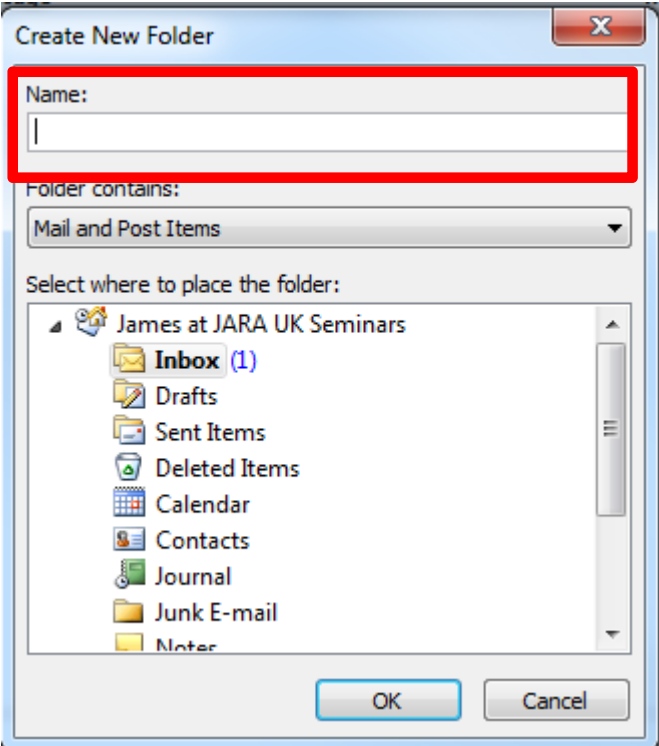 Create New Folder
Name:
Folder contains:
Mail and Post Items
Select where to place the folder:
James at JARA UK Seminars
Inbox (1)
Drafts
Sent Items
Deleted Items
Calendar
Contacts
Journal
Junk E-mail
Notes
OK Cancel